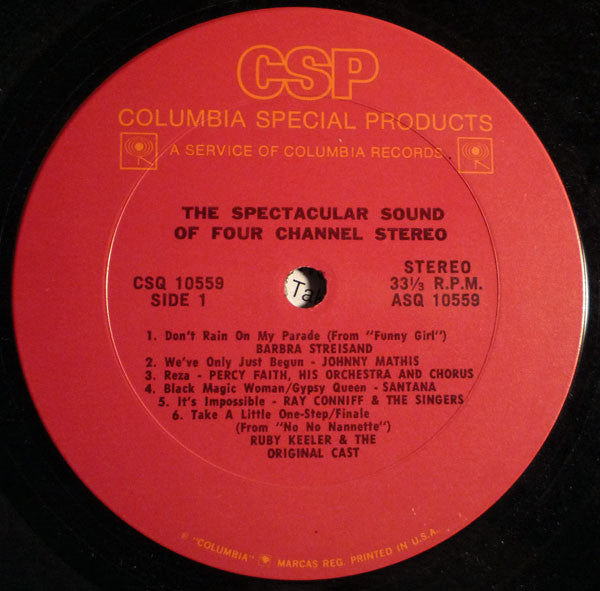 CSP
COLUMBIA SPECIAL PRODUCTS
A SERVICE OF COLUMBIA RECORDS
THE SPECTACULAR SOUND
OF FOUR CHANNEL STEREO
CSQ 10559
SIDE 1
STEREO
33⅓ R.P.M.
ASQ 10559
Ta
1. Don't Rain On My Parade (From "Funny Girl")
BARBRA STREISAND
2. We've Only Just Begun - JOHNNY MATHIS
3. Reza - PERCY FAITH, HIS ORCHESTRA AND CHORUS
4. Black Magic Woman/Gypsy Queen - SANTANA
5. It's Impossible - RAY CONNIFF & THE SINGERS
6. Take A Little One-Step/Finale
(From "No No Nannette")
RUBY KEELER & THE
ORIGINAL CAST
® "COLUMBIA" MARCAS REG. PRINTED IN U.S.A.